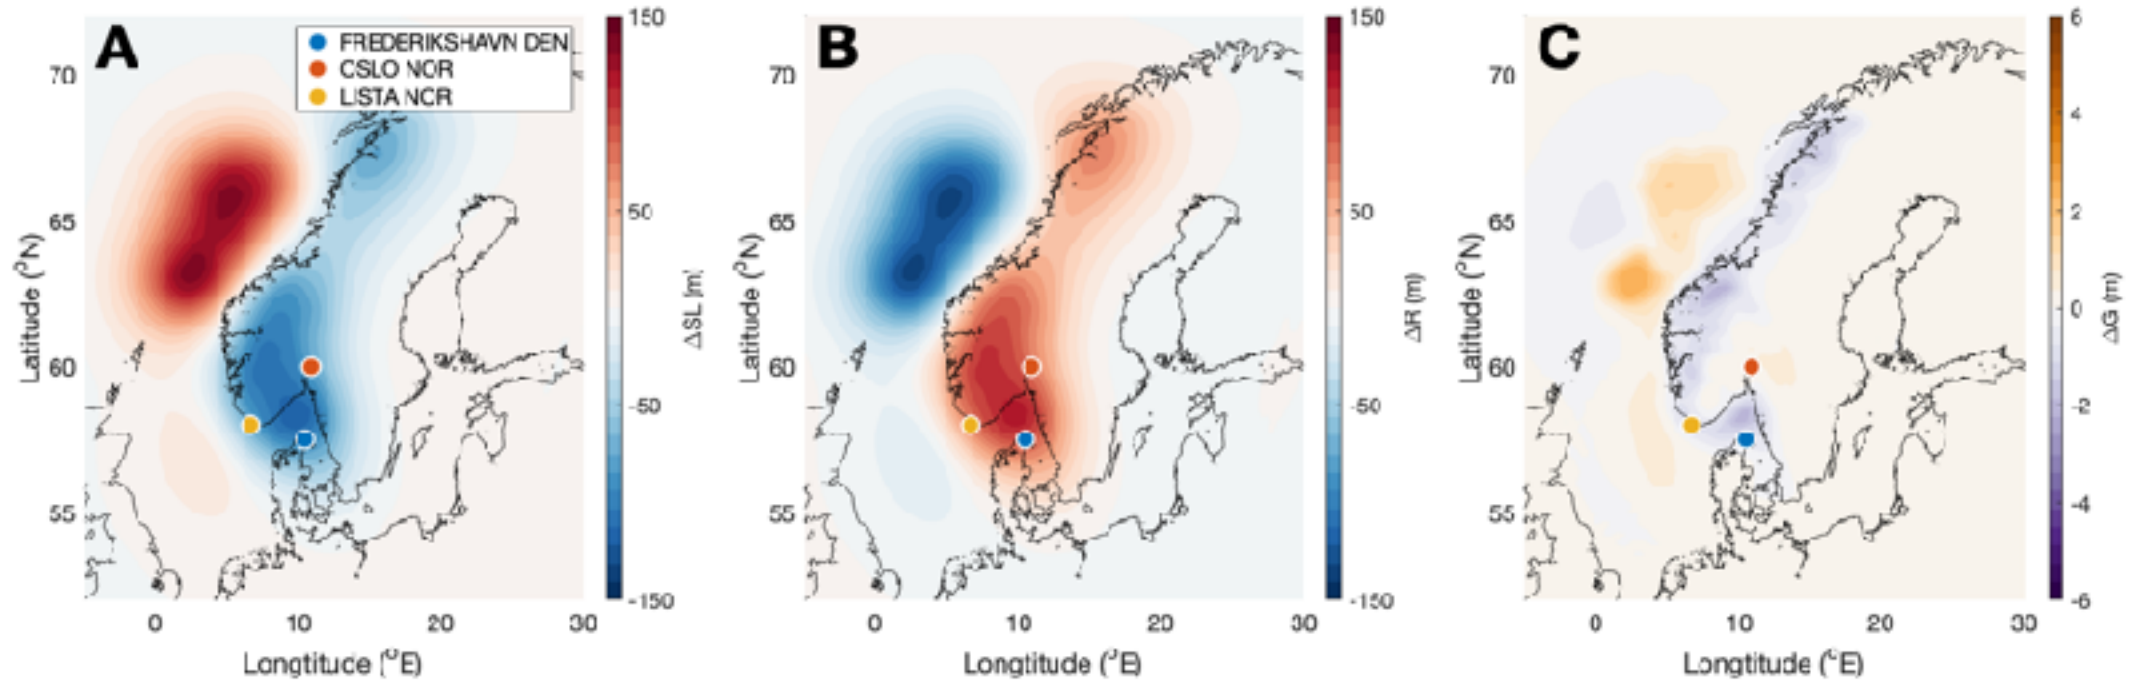 A
FREDERIKSHAVN DEN
OSLO NOR
LISTA NOR
70
65
60
55
0 10 20 30
Latitude (°N)
Longtitude (°E)
150
50
-50
-150
ΔSL (m)
B
70
65
60
55
0 10 20 30
Latitude (°N)
Longtitude (°E)
150
50
-50
-150
ΔR (m)
C
70
65
60
55
0 10 20 30
Latitude (°N)
Longtitude (°E)
6
4
2
0
-2
-4
-6
ΔG (m)